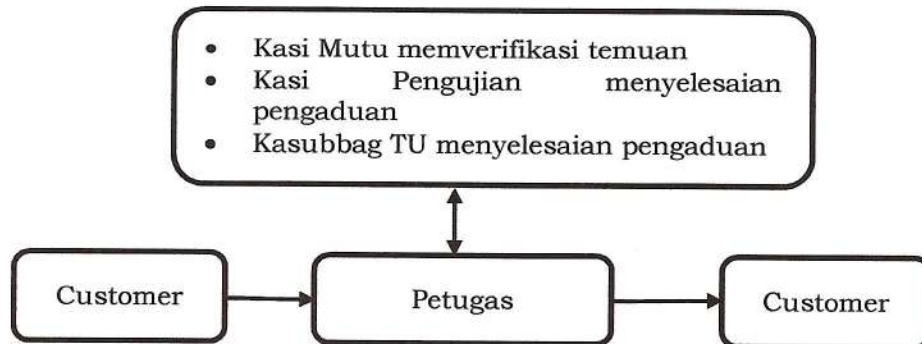 • Kasi Mutu memverifikasi temuan
• Kasi Pengujian menyelesaian
pengaduan
• Kasubbag TU menyelesaian pengaduan
Customer
Petugas
Customer